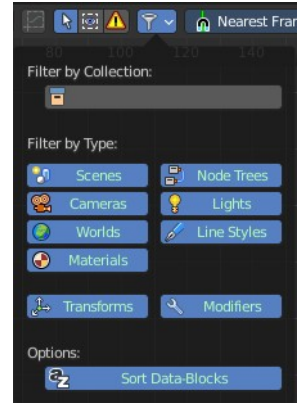 Nearest Fra
80 100 120 140
Filter by Collection:
Filter by Type:
Scenes Node Trees
Cameras Lights
Worlds Line Styles
Materials
Transforms Modifiers
Options:
Sort Data-Blocks